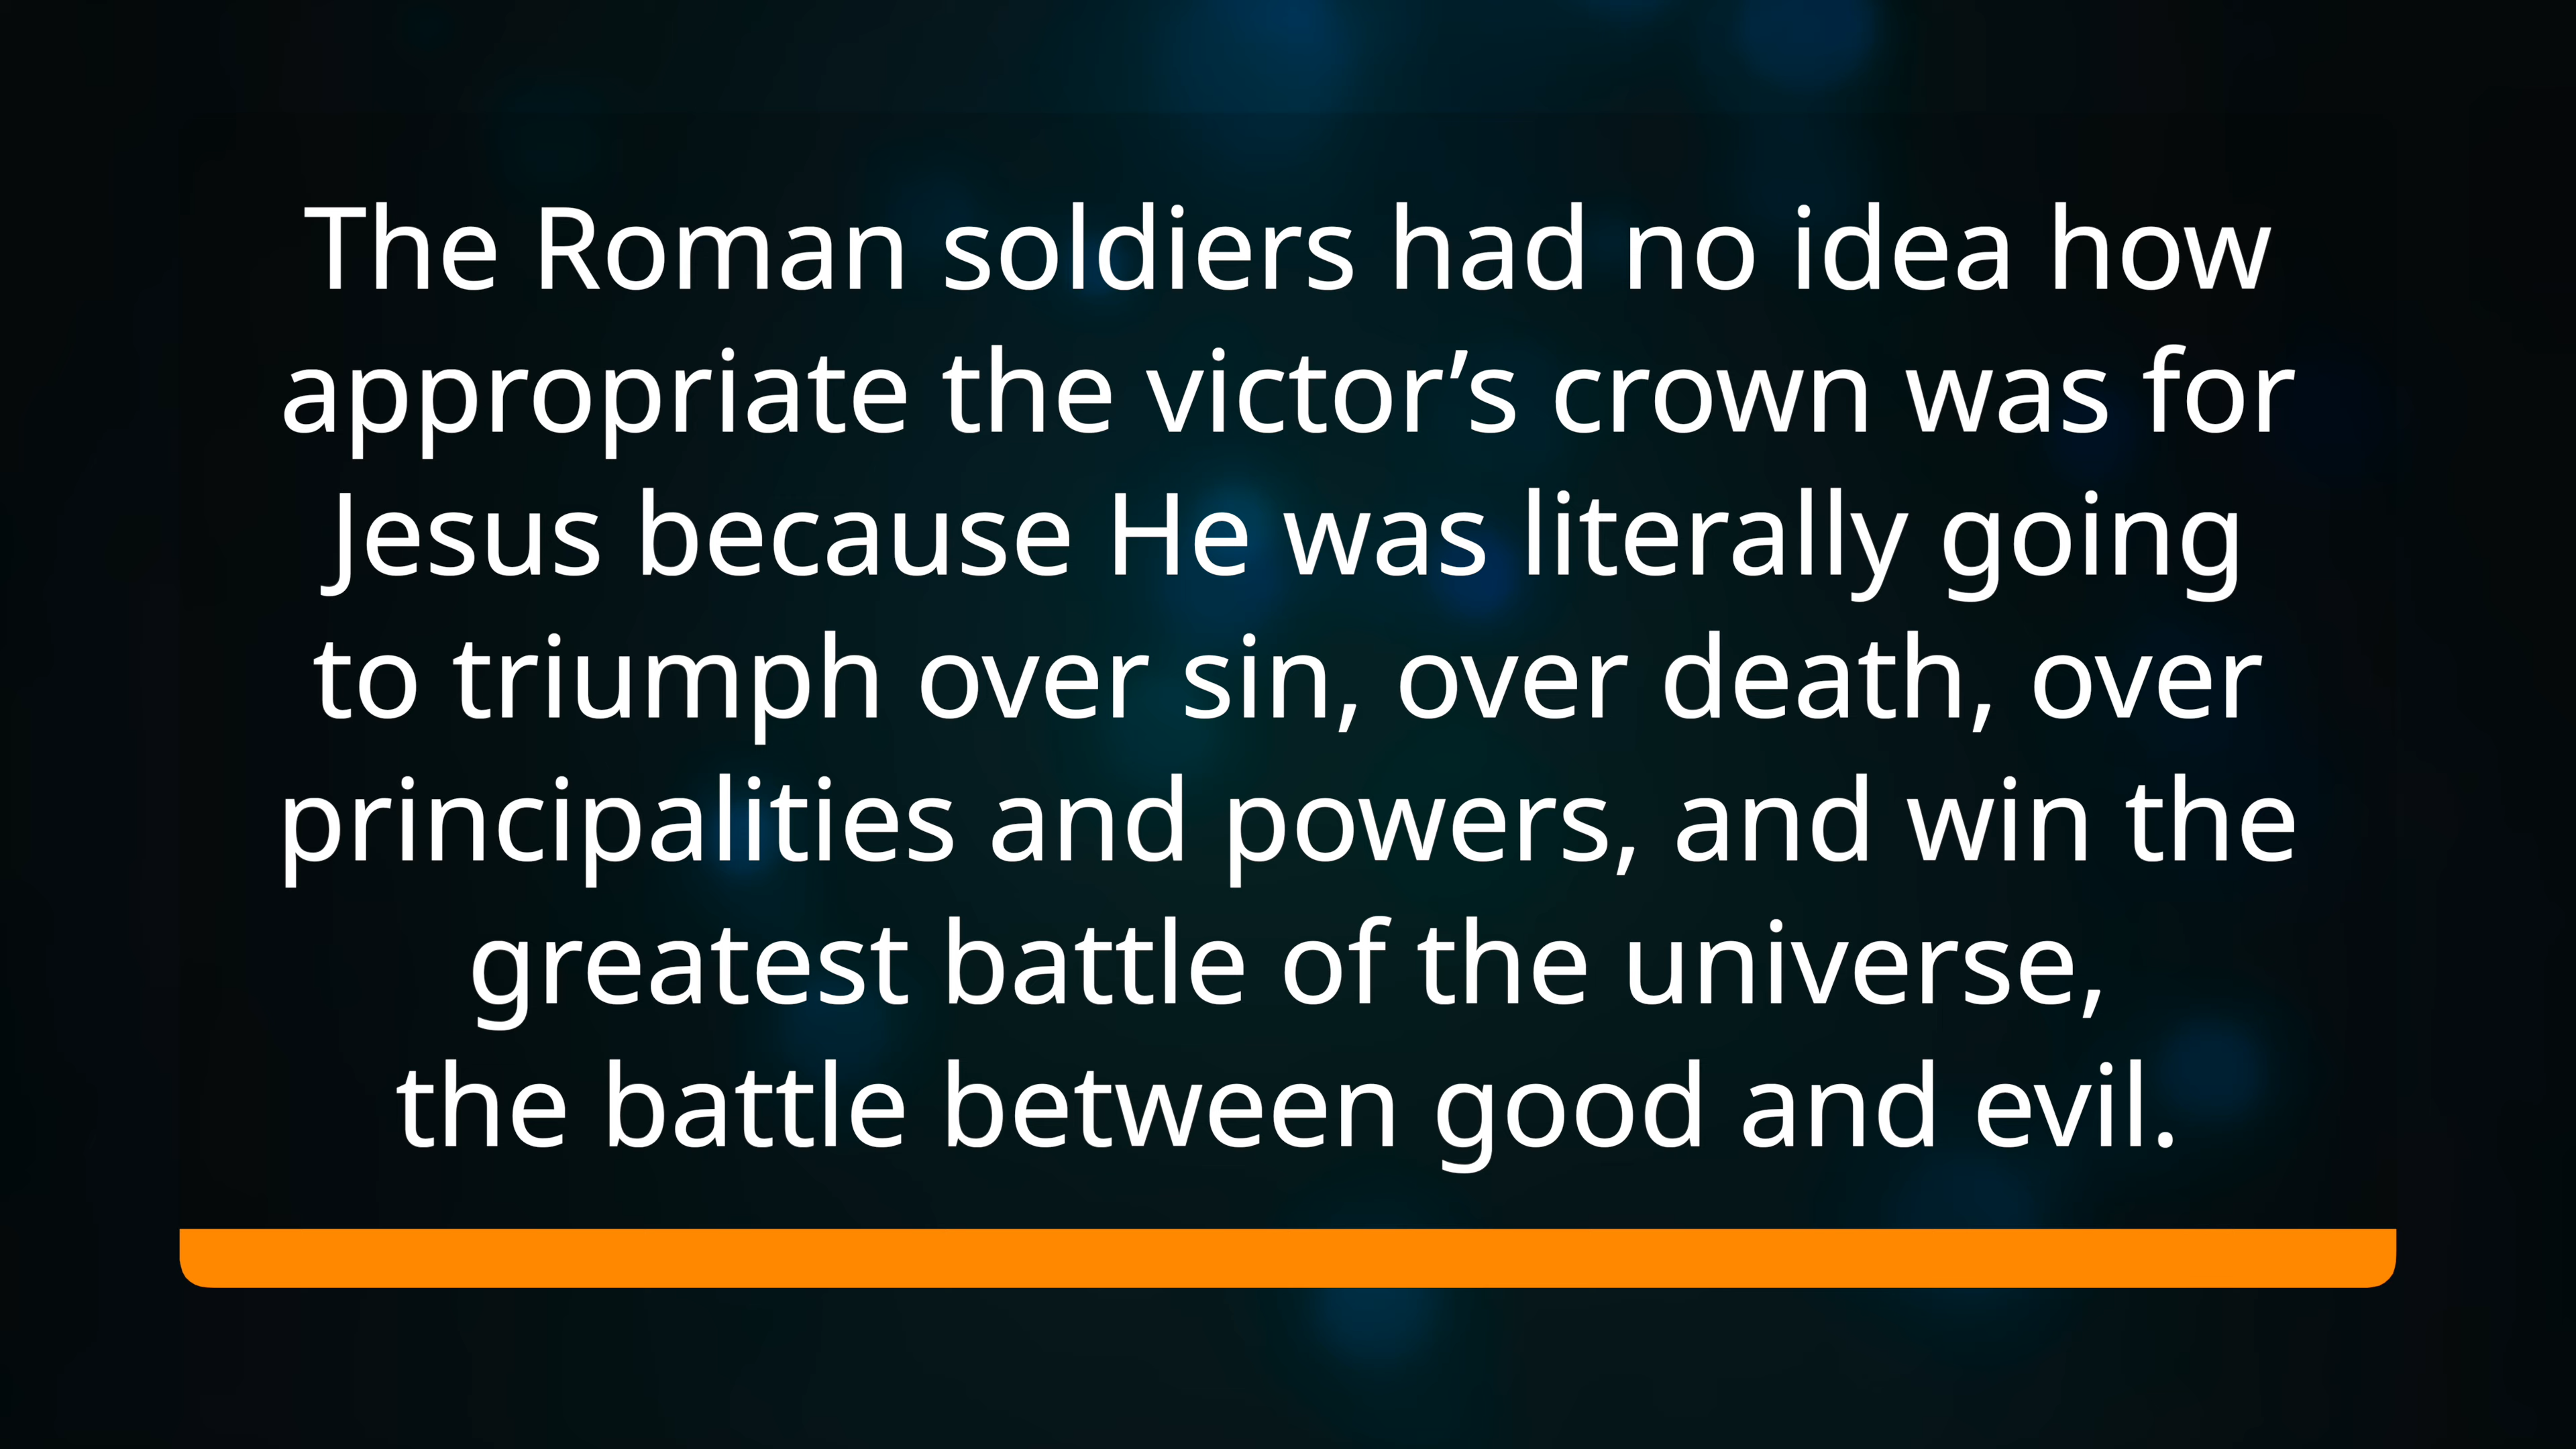 The Roman soldiers had no idea how
appropriate the victor’s crown was for
Jesus because He was literally going
to triumph over sin, over death, over
principalities and powers, and win the
greatest battle of the universe,
the battle between good and evil.